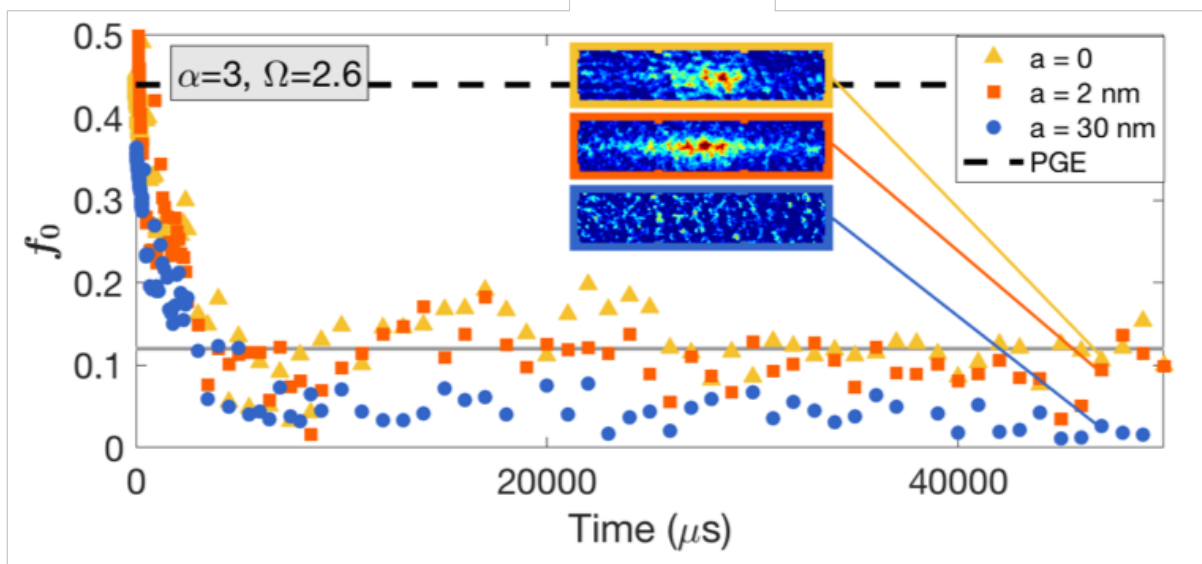 0.5
0.4
0.3
0.2
0.1
0
f₀
α=3, Ω=2.6
a = 0
a = 2 nm
a = 30 nm
PGE
0
20000
40000
Time (μs)